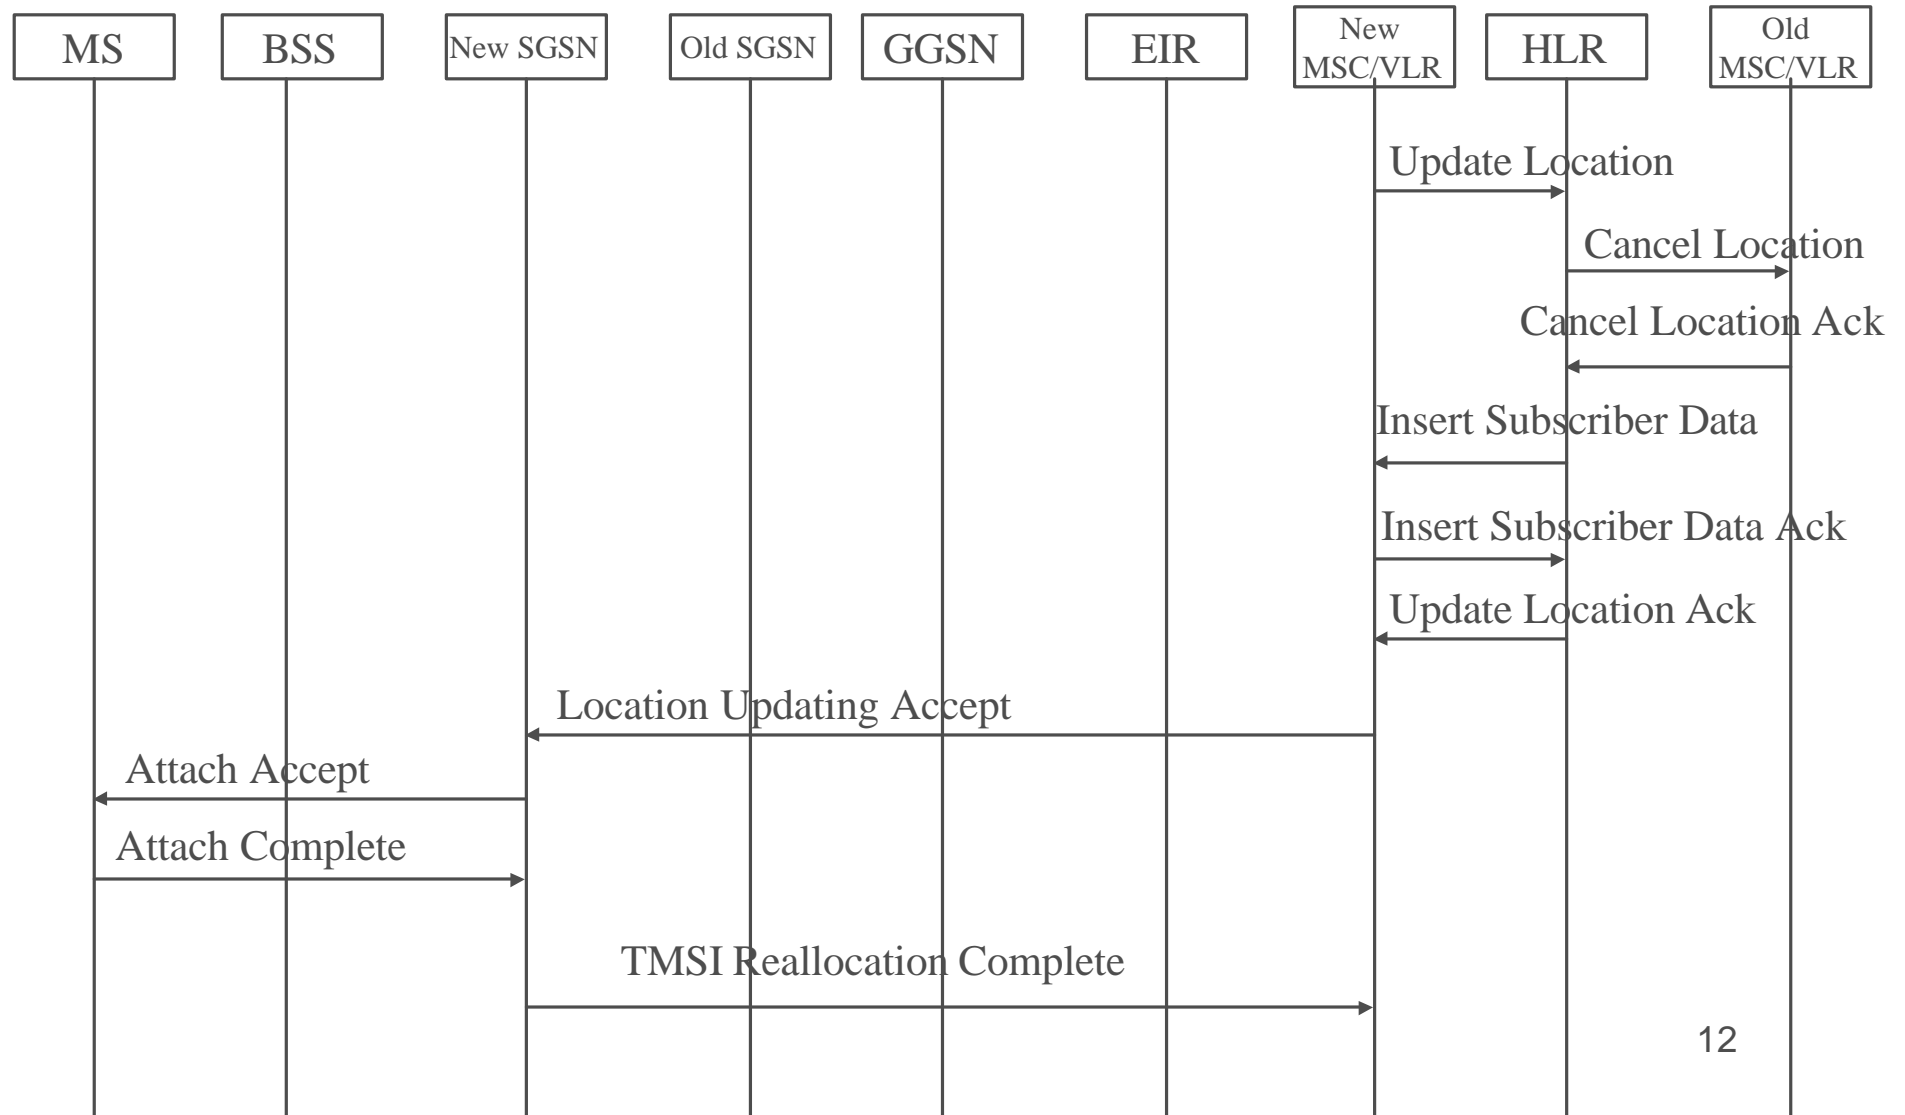 MS
BSS
New SGSN
Old SGSN
GGSN
EIR
New
MSC/VLR
HLR
Old
MSC/VLR
Update Location
Cancel Location
Cancel Location Ack
Insert Subscriber Data
Insert Subscriber Data Ack
Update Location Ack
Location Updating Accept
Attach Accept
Attach Complete
TMSI Reallocation Complete
12